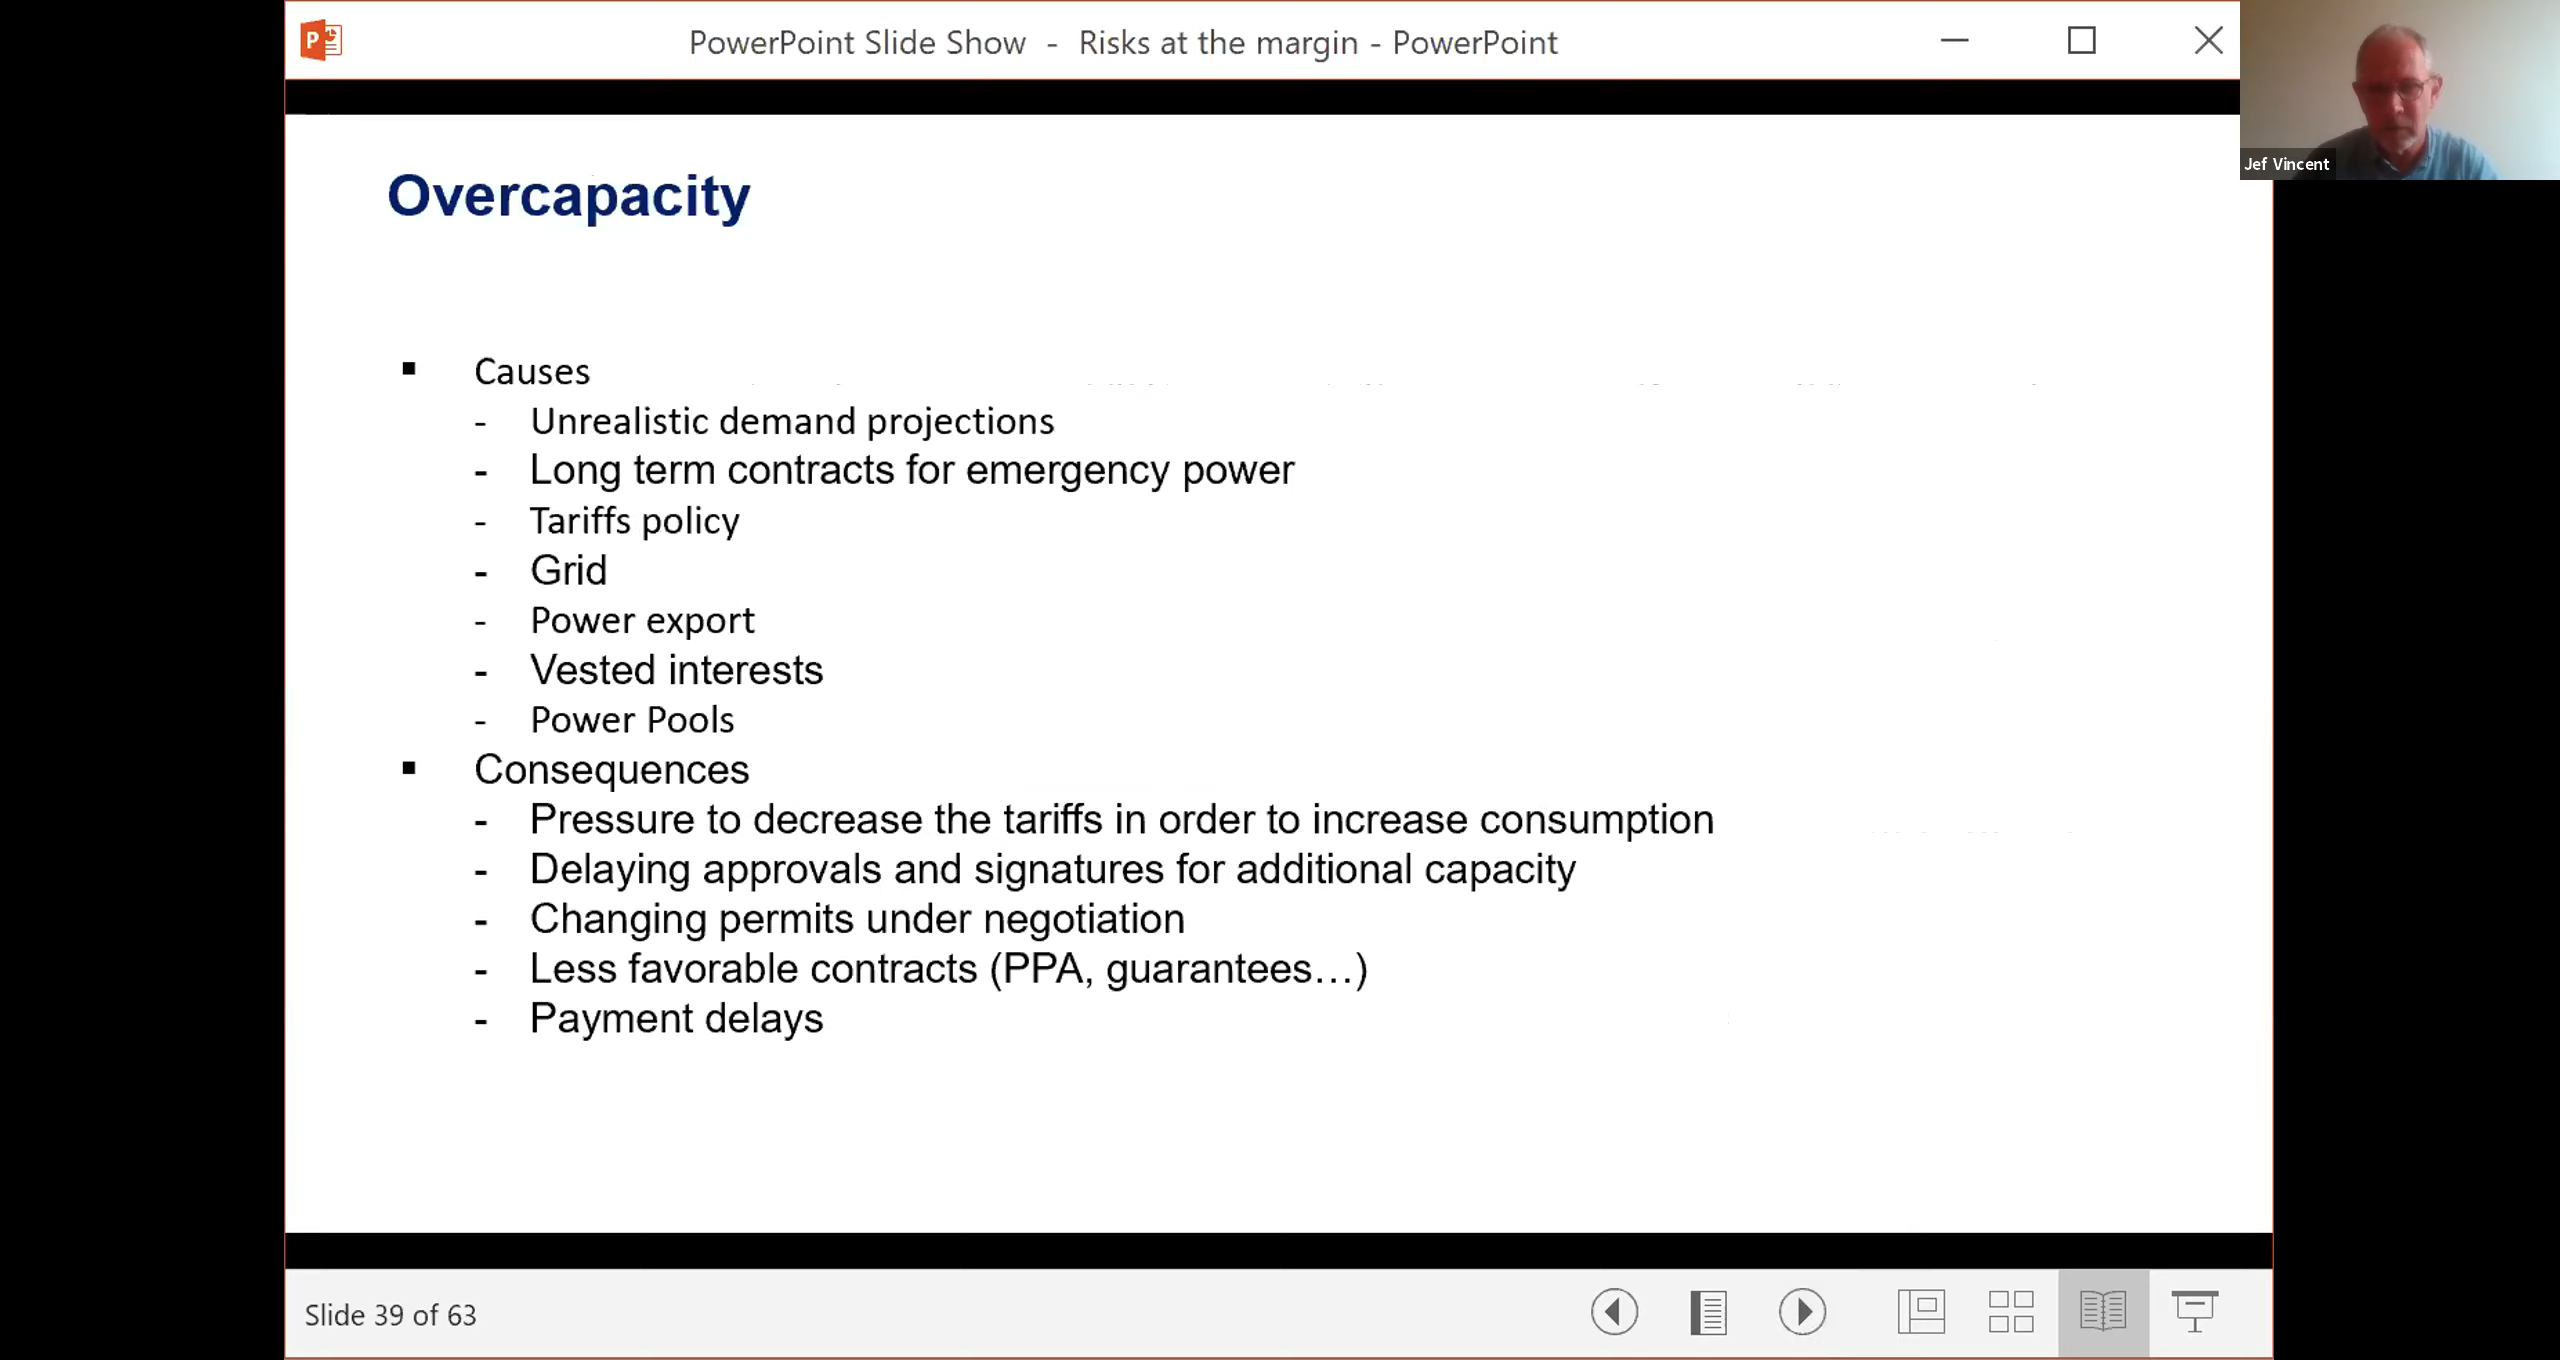 PowerPoint Slide Show - Risks at the margin - PowerPoint
Jef Vincent
Overcapacity
▪ Causes
- Unrealistic demand projections
- Long term contracts for emergency power
- Tariffs policy
- Grid
- Power export
- Vested interests
- Power Pools
▪ Consequences
- Pressure to decrease the tariffs in order to increase consumption
- Delaying approvals and signatures for additional capacity
- Changing permits under negotiation
- Less favorable contracts (PPA, guarantees…)
- Payment delays
Slide 39 of 63